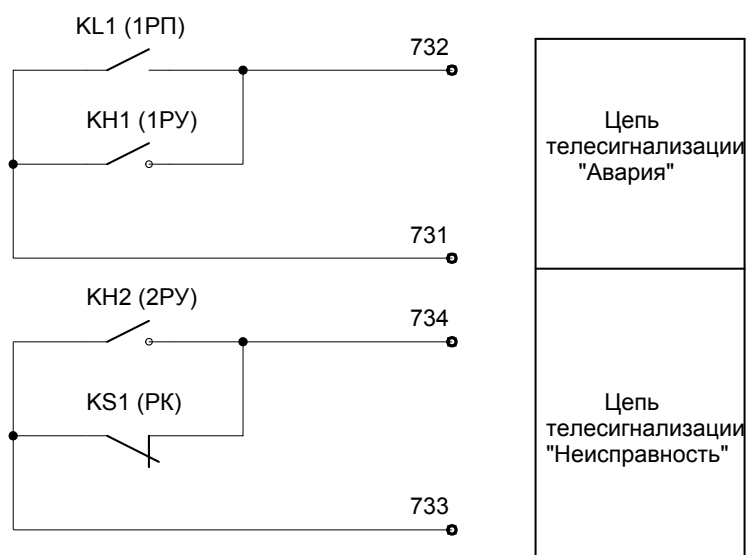 KL1 (1РП)
732
KH1 (1РУ)
731
Цепь
телесигнализации
"Авария"
KH2 (2РУ)
734
KS1 (РК)
733
Цепь
телесигнализации
"Неисправность"